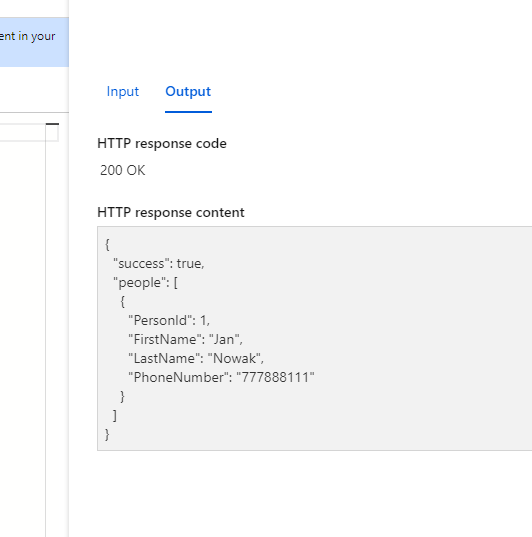 ent in your
Input Output
HTTP response code
200 OK
HTTP response content
{
"success": true,
"people": [
{
"PersonId": 1,
"FirstName": "Jan",
"LastName": "Nowak",
"PhoneNumber": "777888111"
}
]
}